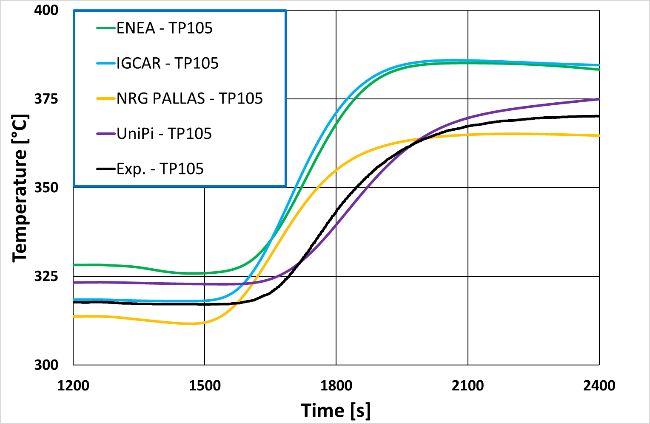 400
375
350
325
300
Temperature [°C]
ENEA - TP105
IGCAR - TP105
NRG PALLAS - TP105
UniPi - TP105
Exp. - TP105
1200 1500 1800 2100 2400
Time [s]